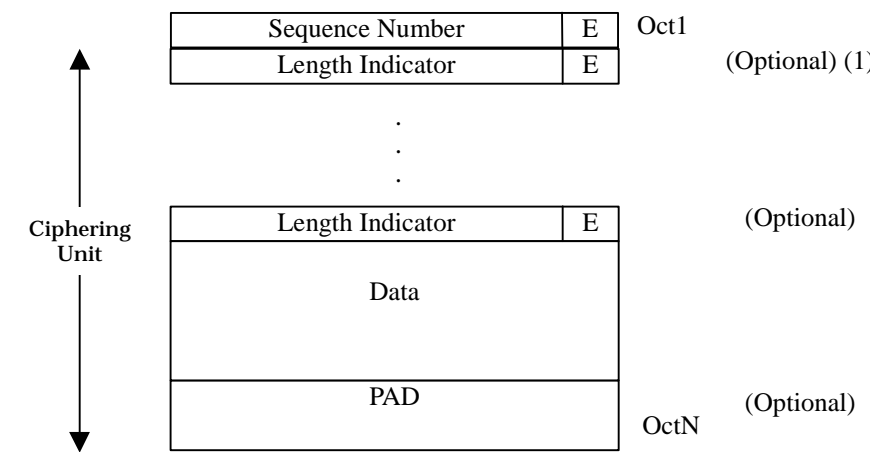 Sequence Number E Oct1
Length Indicator E (Optional) (1)
.
.
.
Length Indicator E (Optional)
Ciphering
Unit
Data
PAD (Optional)
OctN